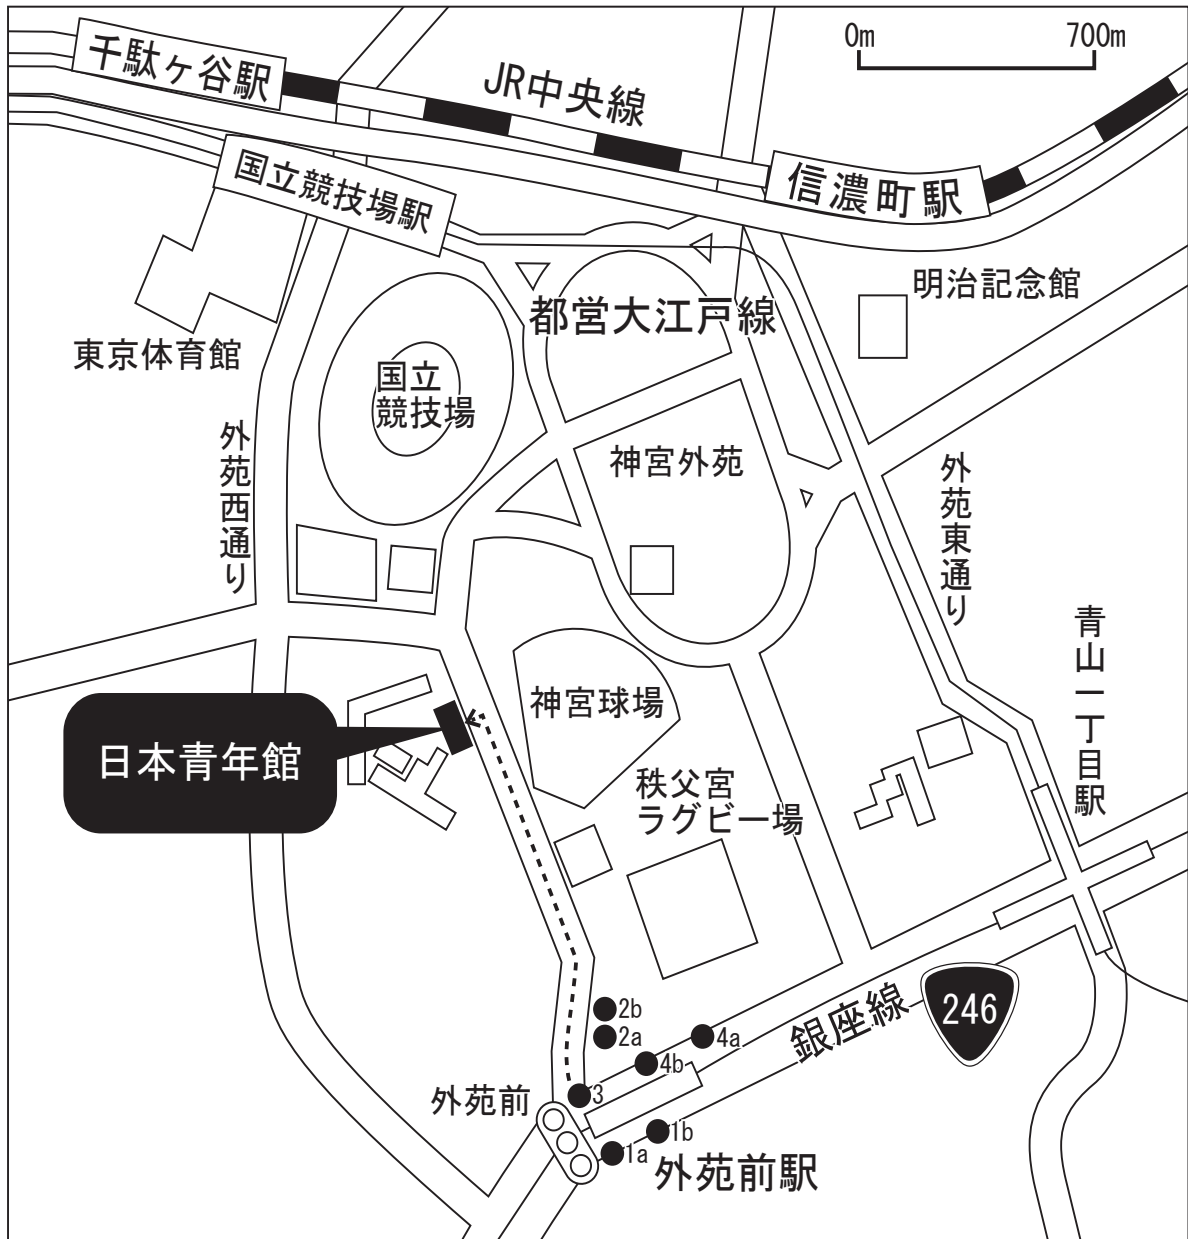 千駄ヶ谷駅
JR中央線
0m
700m
国立競技場駅
信濃町駅
明治記念館
都営大江戸線
東京体育館
国立
競技場
外苑西通り
神宮外苑
外苑東通り
青山一丁目駅
神宮球場
日本青年館
秩父宮
ラグビー場
2b
2a
4a
4b
3
銀座線
246
外苑前
1b
1a
外苑前駅